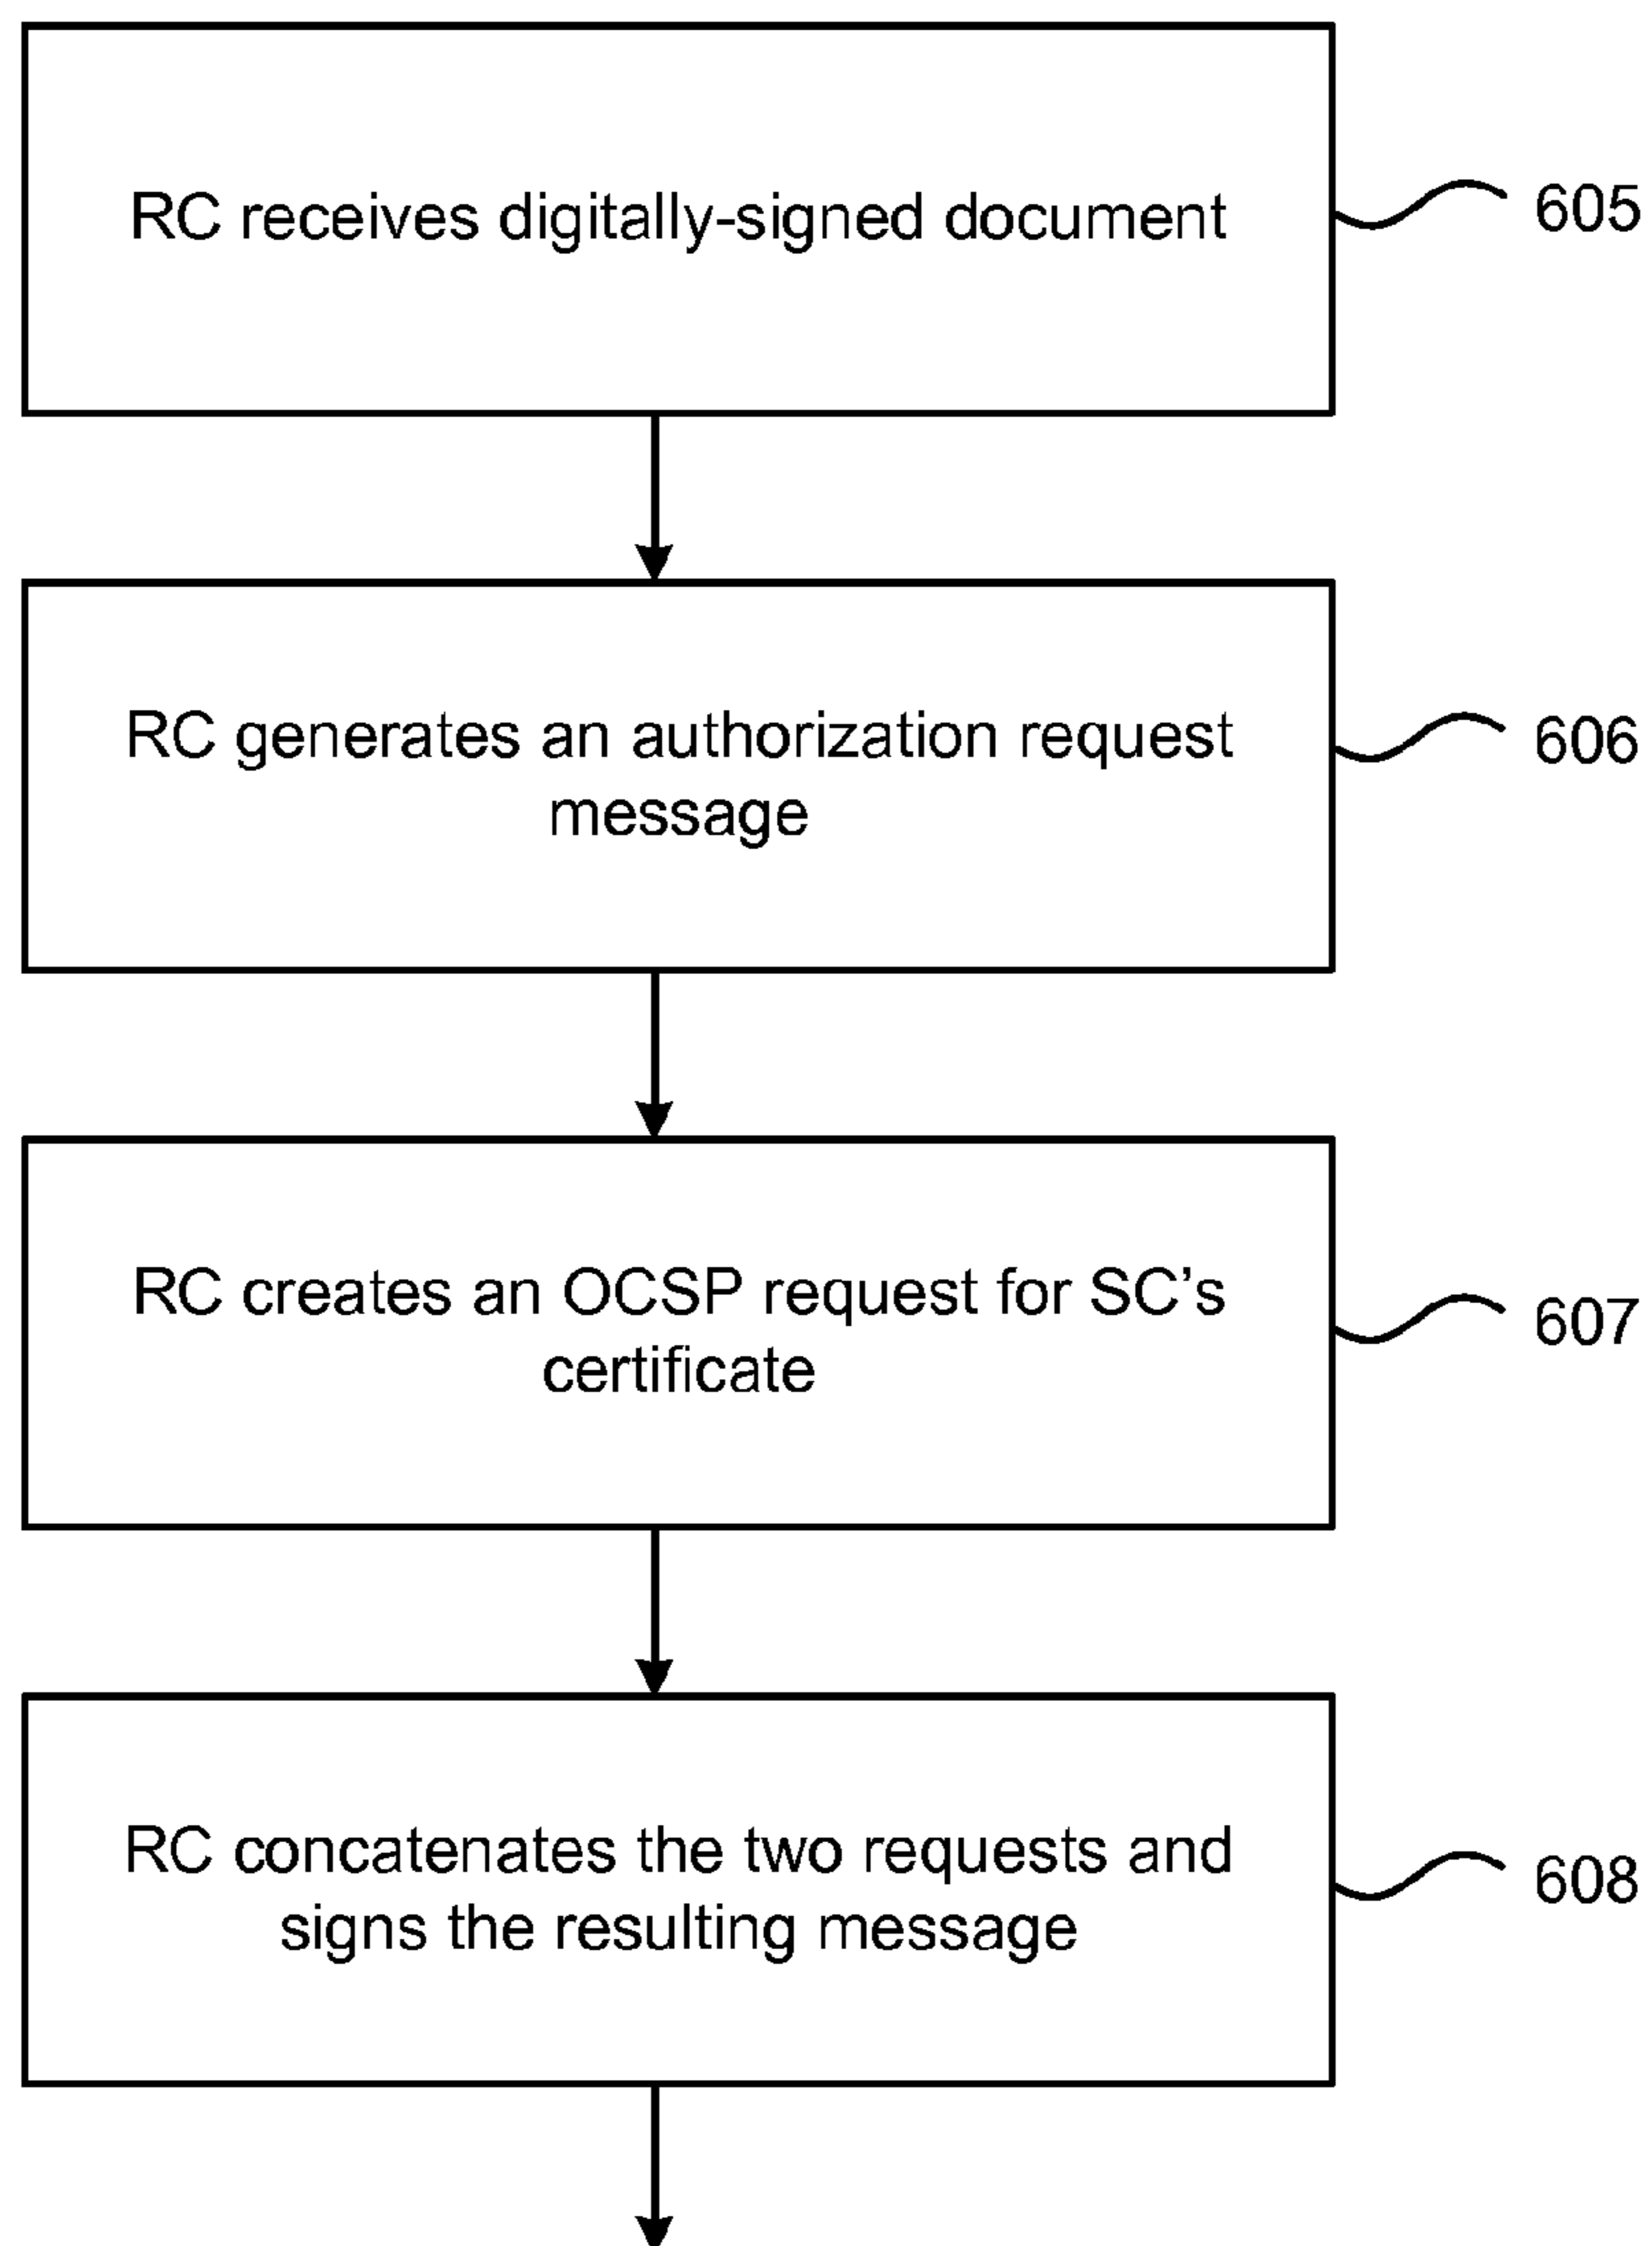 RC receives digitally-signed document
605
RC generates an authorization request
message
606
RC creates an OCSP request for SC’s
certificate
607
RC concatenates the two requests and
signs the resulting message
608